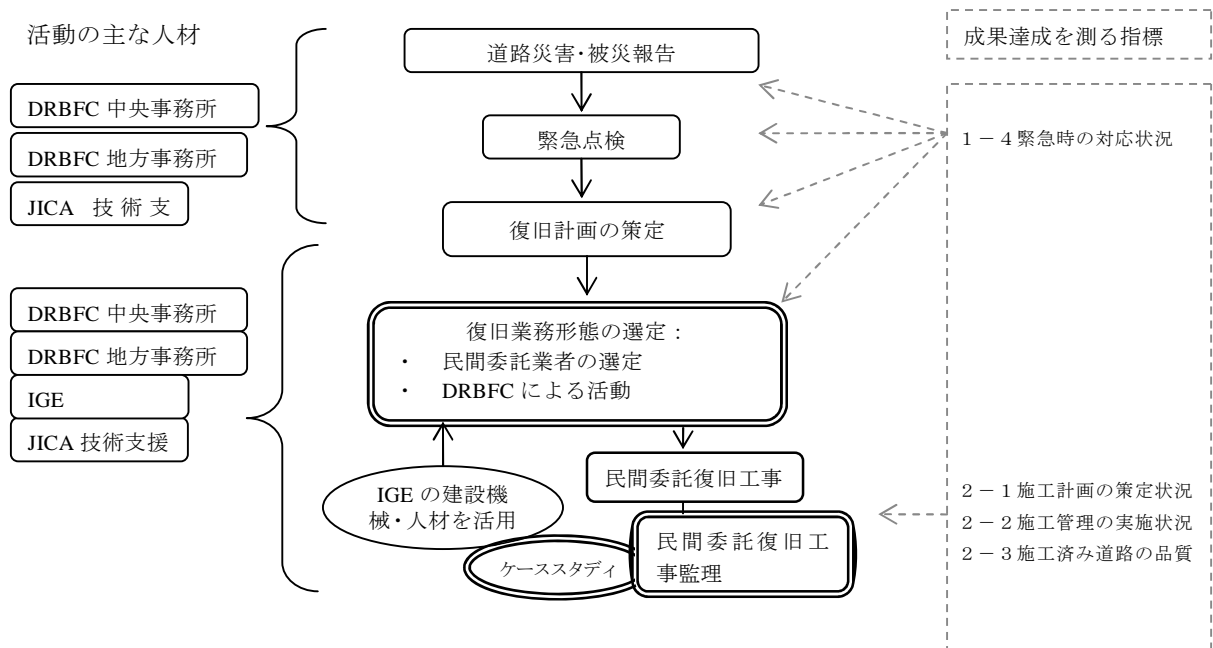 活動の主な人材
DRBFC 中央事務所
DRBFC 地方事務所
JICA 技術支
DRBFC 中央事務所
DRBFC 地方事務所
IGE
JICA 技術支援
道路災害・被災報告
緊急点検
復旧計画の策定
復旧業務形態の選定：
・ 民間委託業者の選定
・ DRBFC による活動
IGE の建設機
械・人材を活用
民間委託復旧工事
ケーススタディ
民間委託復旧工
事監理
成果達成を測る指標
１－４緊急時の対応状況
２－１施工計画の策定状況
２－２施工管理の実施状況
２－３施工済み道路の品質